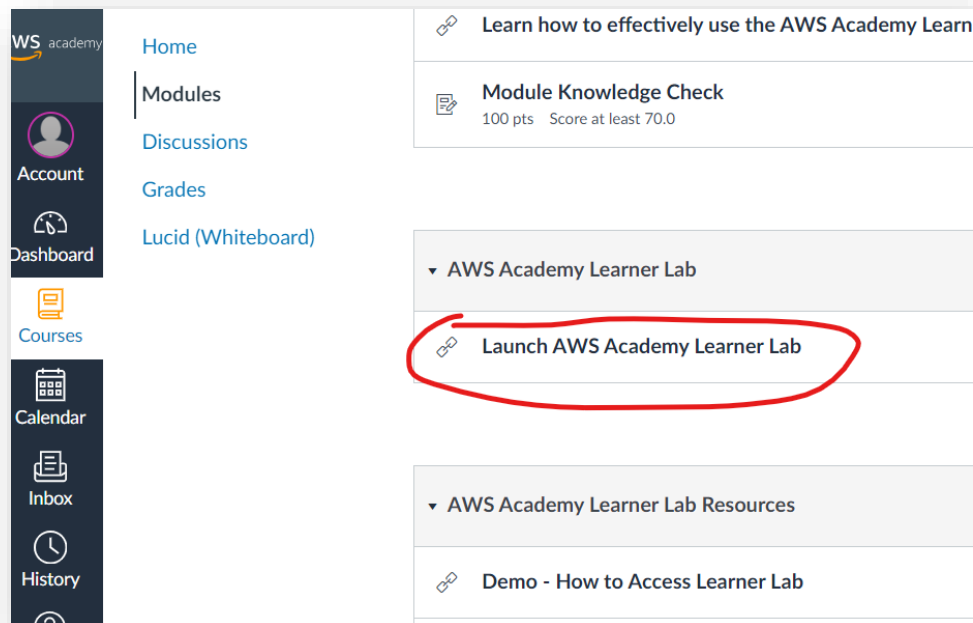 WS academy
Account
Dashboard
Courses
Calendar
Inbox
History
Home
Modules
Discussions
Grades
Lucid (Whiteboard)
Learn how to effectively use the AWS Academy Learn
Module Knowledge Check
100 pts Score at least 70.0
AWS Academy Learner Lab
Launch AWS Academy Learner Lab
AWS Academy Learner Lab Resources
Demo - How to Access Learner Lab